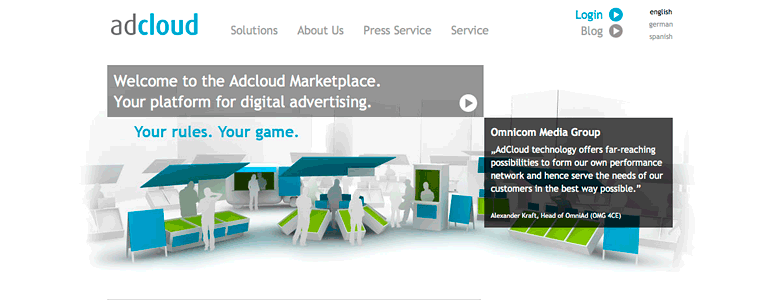 adcloud
Solutions About Us Press Service Service
Login
Blog
english
german
spanish
Welcome to the Adcloud Marketplace.
Your platform for digital advertising.
Your rules. Your game.
Omnicom Media Group
„AdCloud technology offers far-reaching
possibilities to form our own performance
network and hence serve the needs of our
customers in the best way possible.”
Alexander Kraft, Head of OmniAd (OMG 4CE)